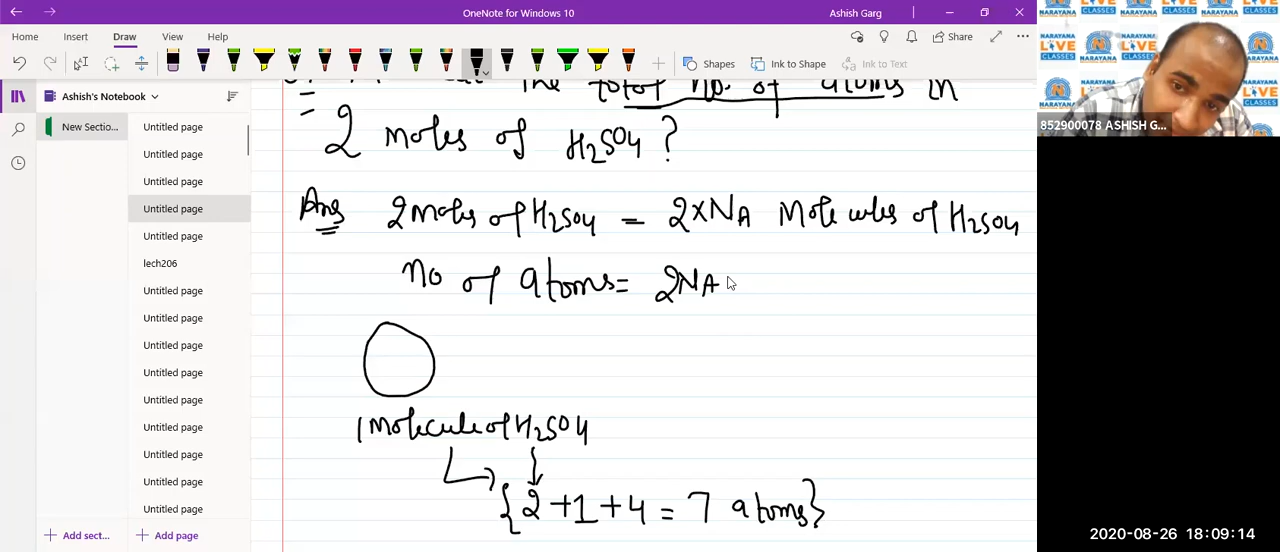 OneNote for Windows 10
Ashish Garg
Home Insert Draw View Help
Share
Shapes
Ink to Shape
Ink to Text
Ashish's Notebook
New Sectio...
Untitled page
Untitled page
Untitled page
Untitled page
Untitled page
lech206
Untitled page
Untitled page
Untitled page
Untitled page
Untitled page
Untitled page
Untitled page
Untitled page
Untitled page
Add sect...
Add page
The total no. of atoms in
2 moles of H2SO4?
Ans 2 moles of H2SO4 = 2×NA Molecules of H2SO4
no of atoms = 2NA
1 molecule of H2SO4
{2+1+4 = 7 atoms}
NARAYANA
LIVE
CLASSES
852900078 ASHISH G...
2020-08-26 18:09:14